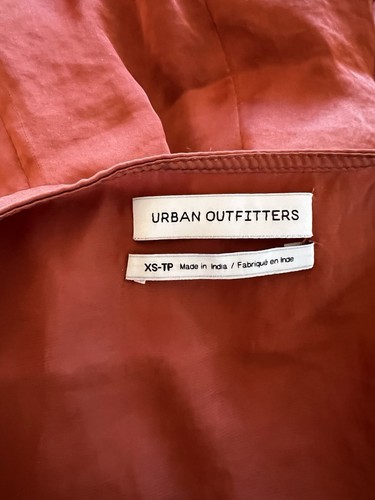 URBAN OUTFITTERS
XS-TP Made in India / Fabriqué en Inde